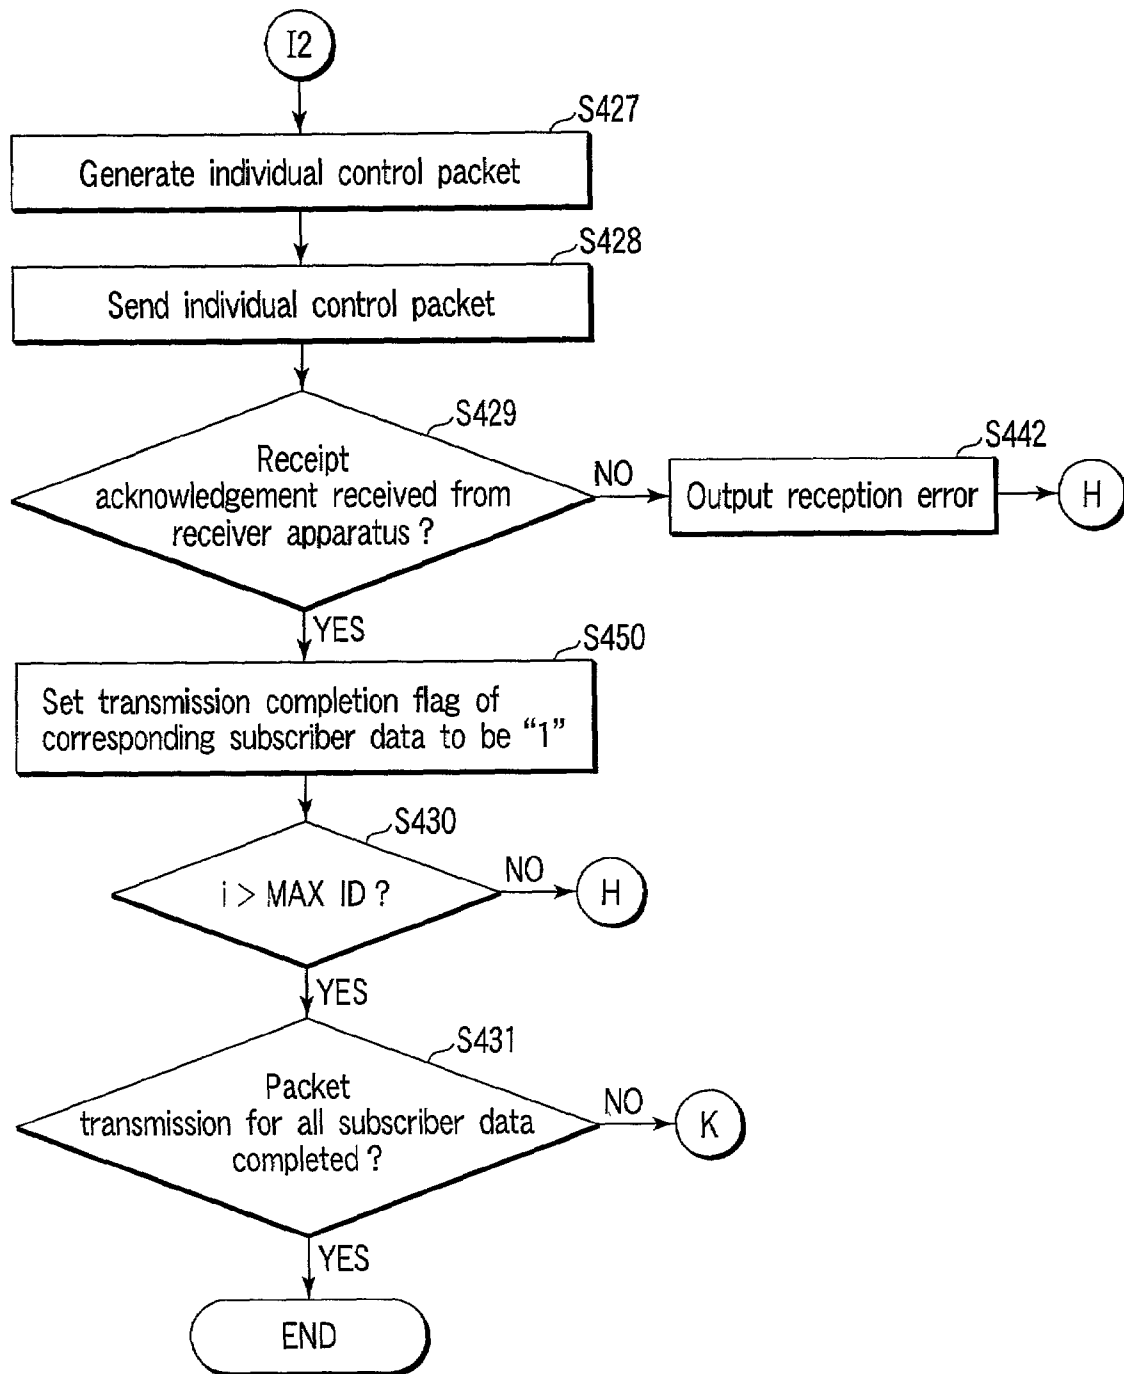 I2
S427
Generate individual control packet
S428
Send individual control packet
S429
Receipt
acknowledgement received from
receiver apparatus ?
NO
S442
Output reception error
H
YES
S450
Set transmission completion flag of
corresponding subscriber data to be “1”
S430
i > MAX ID ?
NO
H
YES
S431
Packet
transmission for all subscriber data
completed ?
NO
K
YES
END